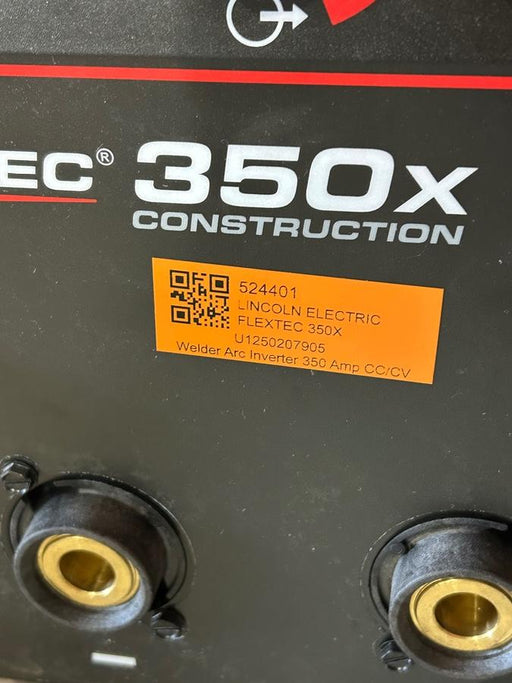 EC® 350X
CONSTRUCTION
524401
LINCOLN ELECTRIC
FLEXTEC 350X
U1250207905
Welder Arc Inverter 350 Amp CC/CV